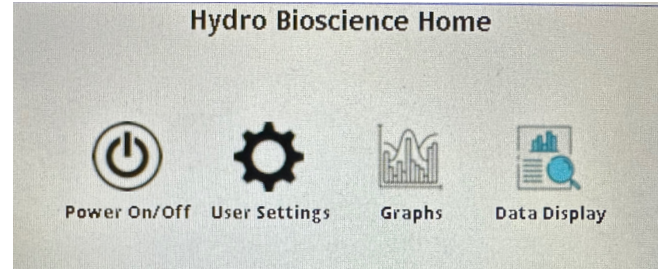 Hydro Bioscience Home
Power On/Off User Settings Graphs Data Display